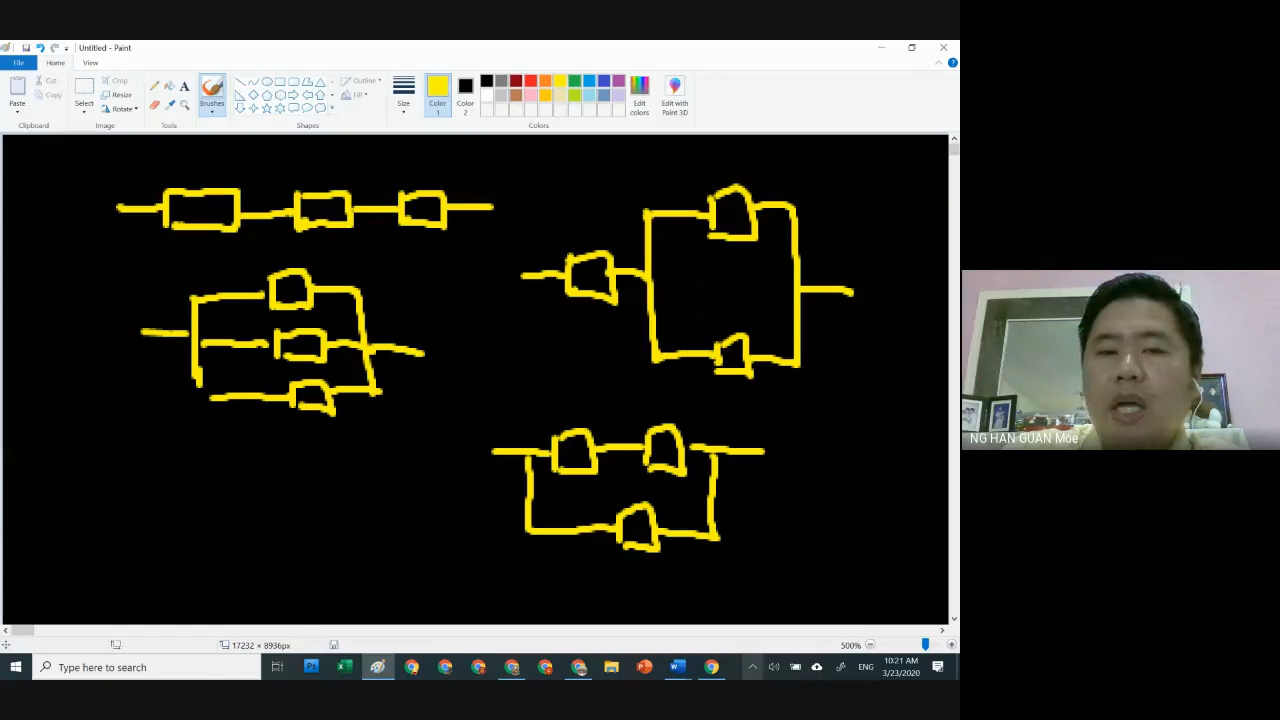 Untitled - Paint
File
Home
View
Paste
Cut
Copy
Clipboard
Select
Crop
Resize
Rotate
Image
Tools
Brushes
Outline
Fill
Shapes
Size
Color 1
Color 2
Edit colors
Edit with Paint 3D
Colors
NG HAN GUAN Moe
17232 × 8936px
500%
Type here to search
ENG
10:21 AM
3/23/2020